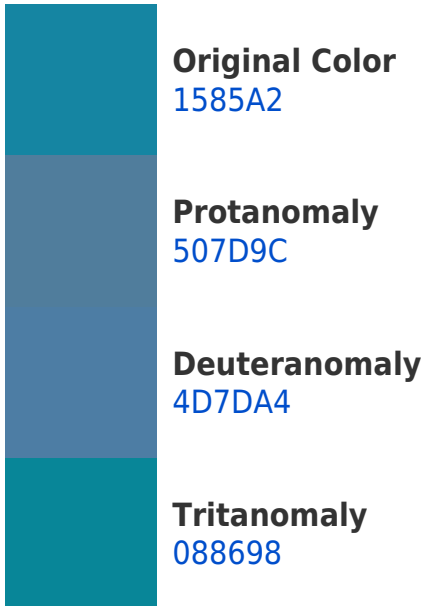 Original Color
1585A2
Protanomaly
507D9C
Deuteranomaly
4D7DA4
Tritanomaly
088698